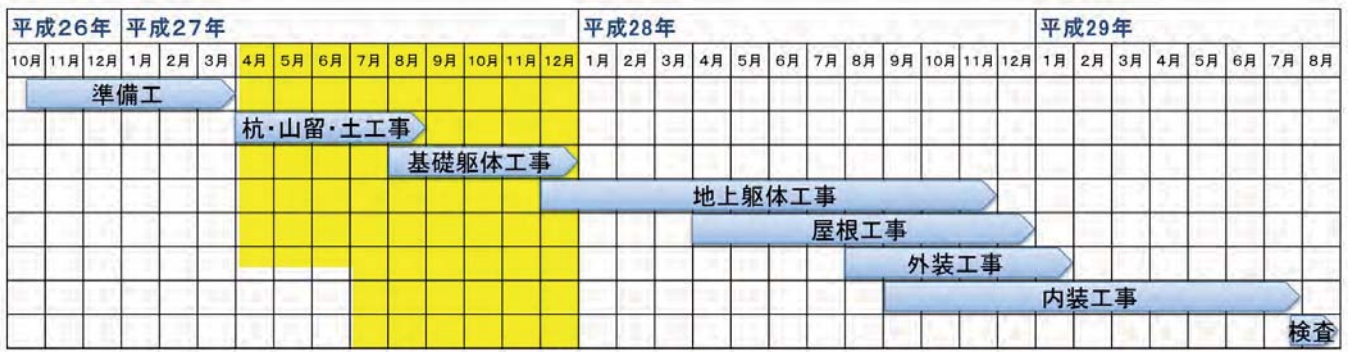 平成26年 平成27年 平成28年 平成29年
10月 11月 12月 1月 2月 3月 4月 5月 6月 7月 8月 9月 10月 11月 12月 1月 2月 3月 4月 5月 6月 7月 8月 9月 10月 11月 12月 1月 2月 3月 4月 5月 6月 7月 8月
準備工
杭・山留・土工事
基礎躯体工事
地上躯体工事
屋根工事
外装工事
内装工事
検査